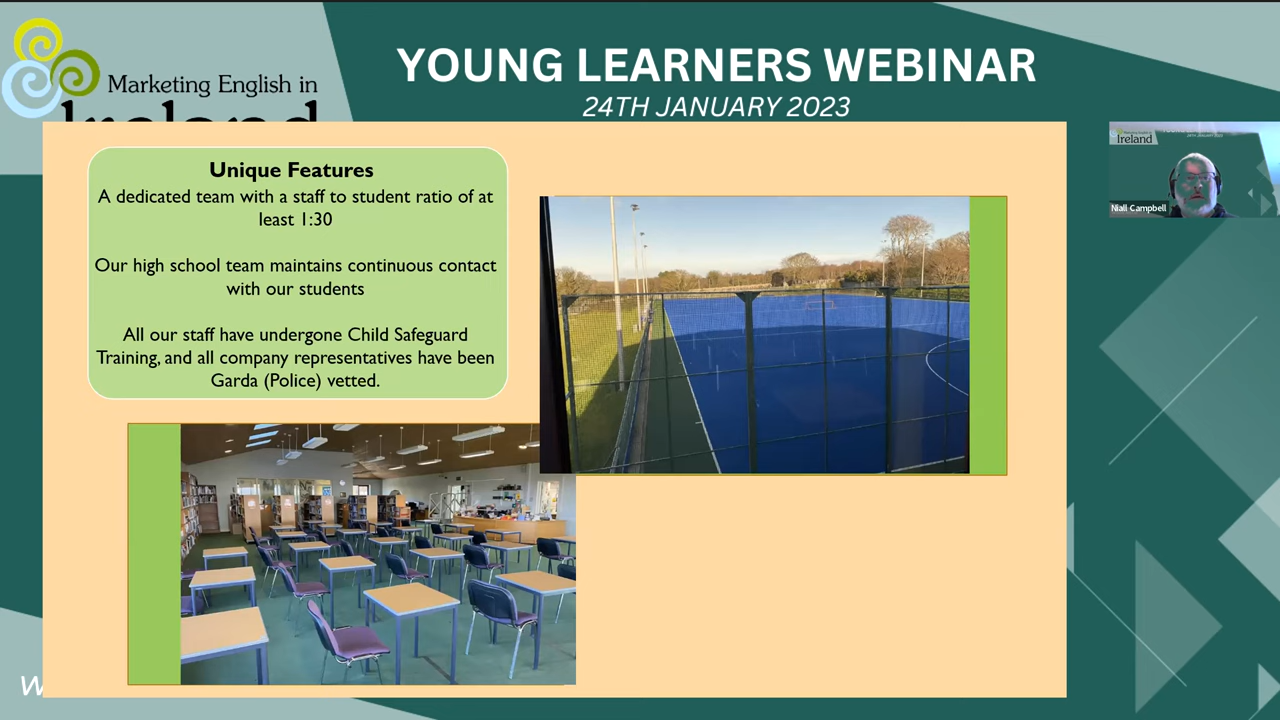 Marketing English in
Ireland
YOUNG LEARNERS WEBINAR
24TH JANUARY 2023
Unique Features
A dedicated team with a staff to student ratio of at
least 1:30
Our high school team maintains continuous contact
with our students
All our staff have undergone Child Safeguard
Training, and all company representatives have been
Garda (Police) vetted.
Ireland
Niall Campbell
W